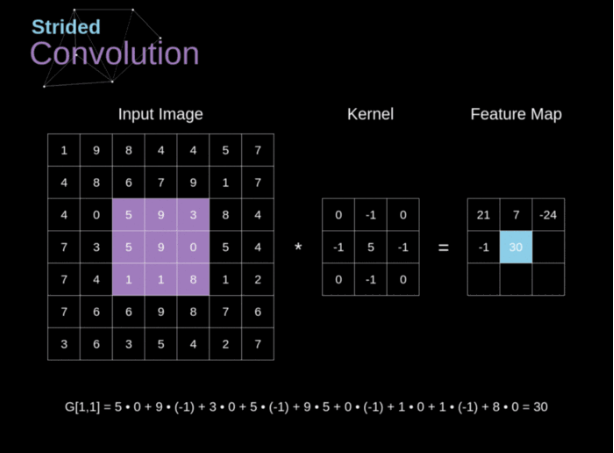 Strided
Convolution
Input Image Kernel Feature Map
1 9 8 4 4 5 7
4 8 6 7 9 1 7
4 0 5 9 3 8 4 0 -1 0 21 7 -24
7 3 5 9 0 5 4 * -1 5 -1 = -1 30
7 4 1 1 8 1 2 0 -1 0
7 6 6 9 8 7 6
3 6 3 5 4 2 7
G[1,1] = 5 • 0 + 9 • (-1) + 3 • 0 + 5 • (-1) + 9 • 5 + 0 • (-1) + 1 • 0 + 1 • (-1) + 8 • 0 = 30